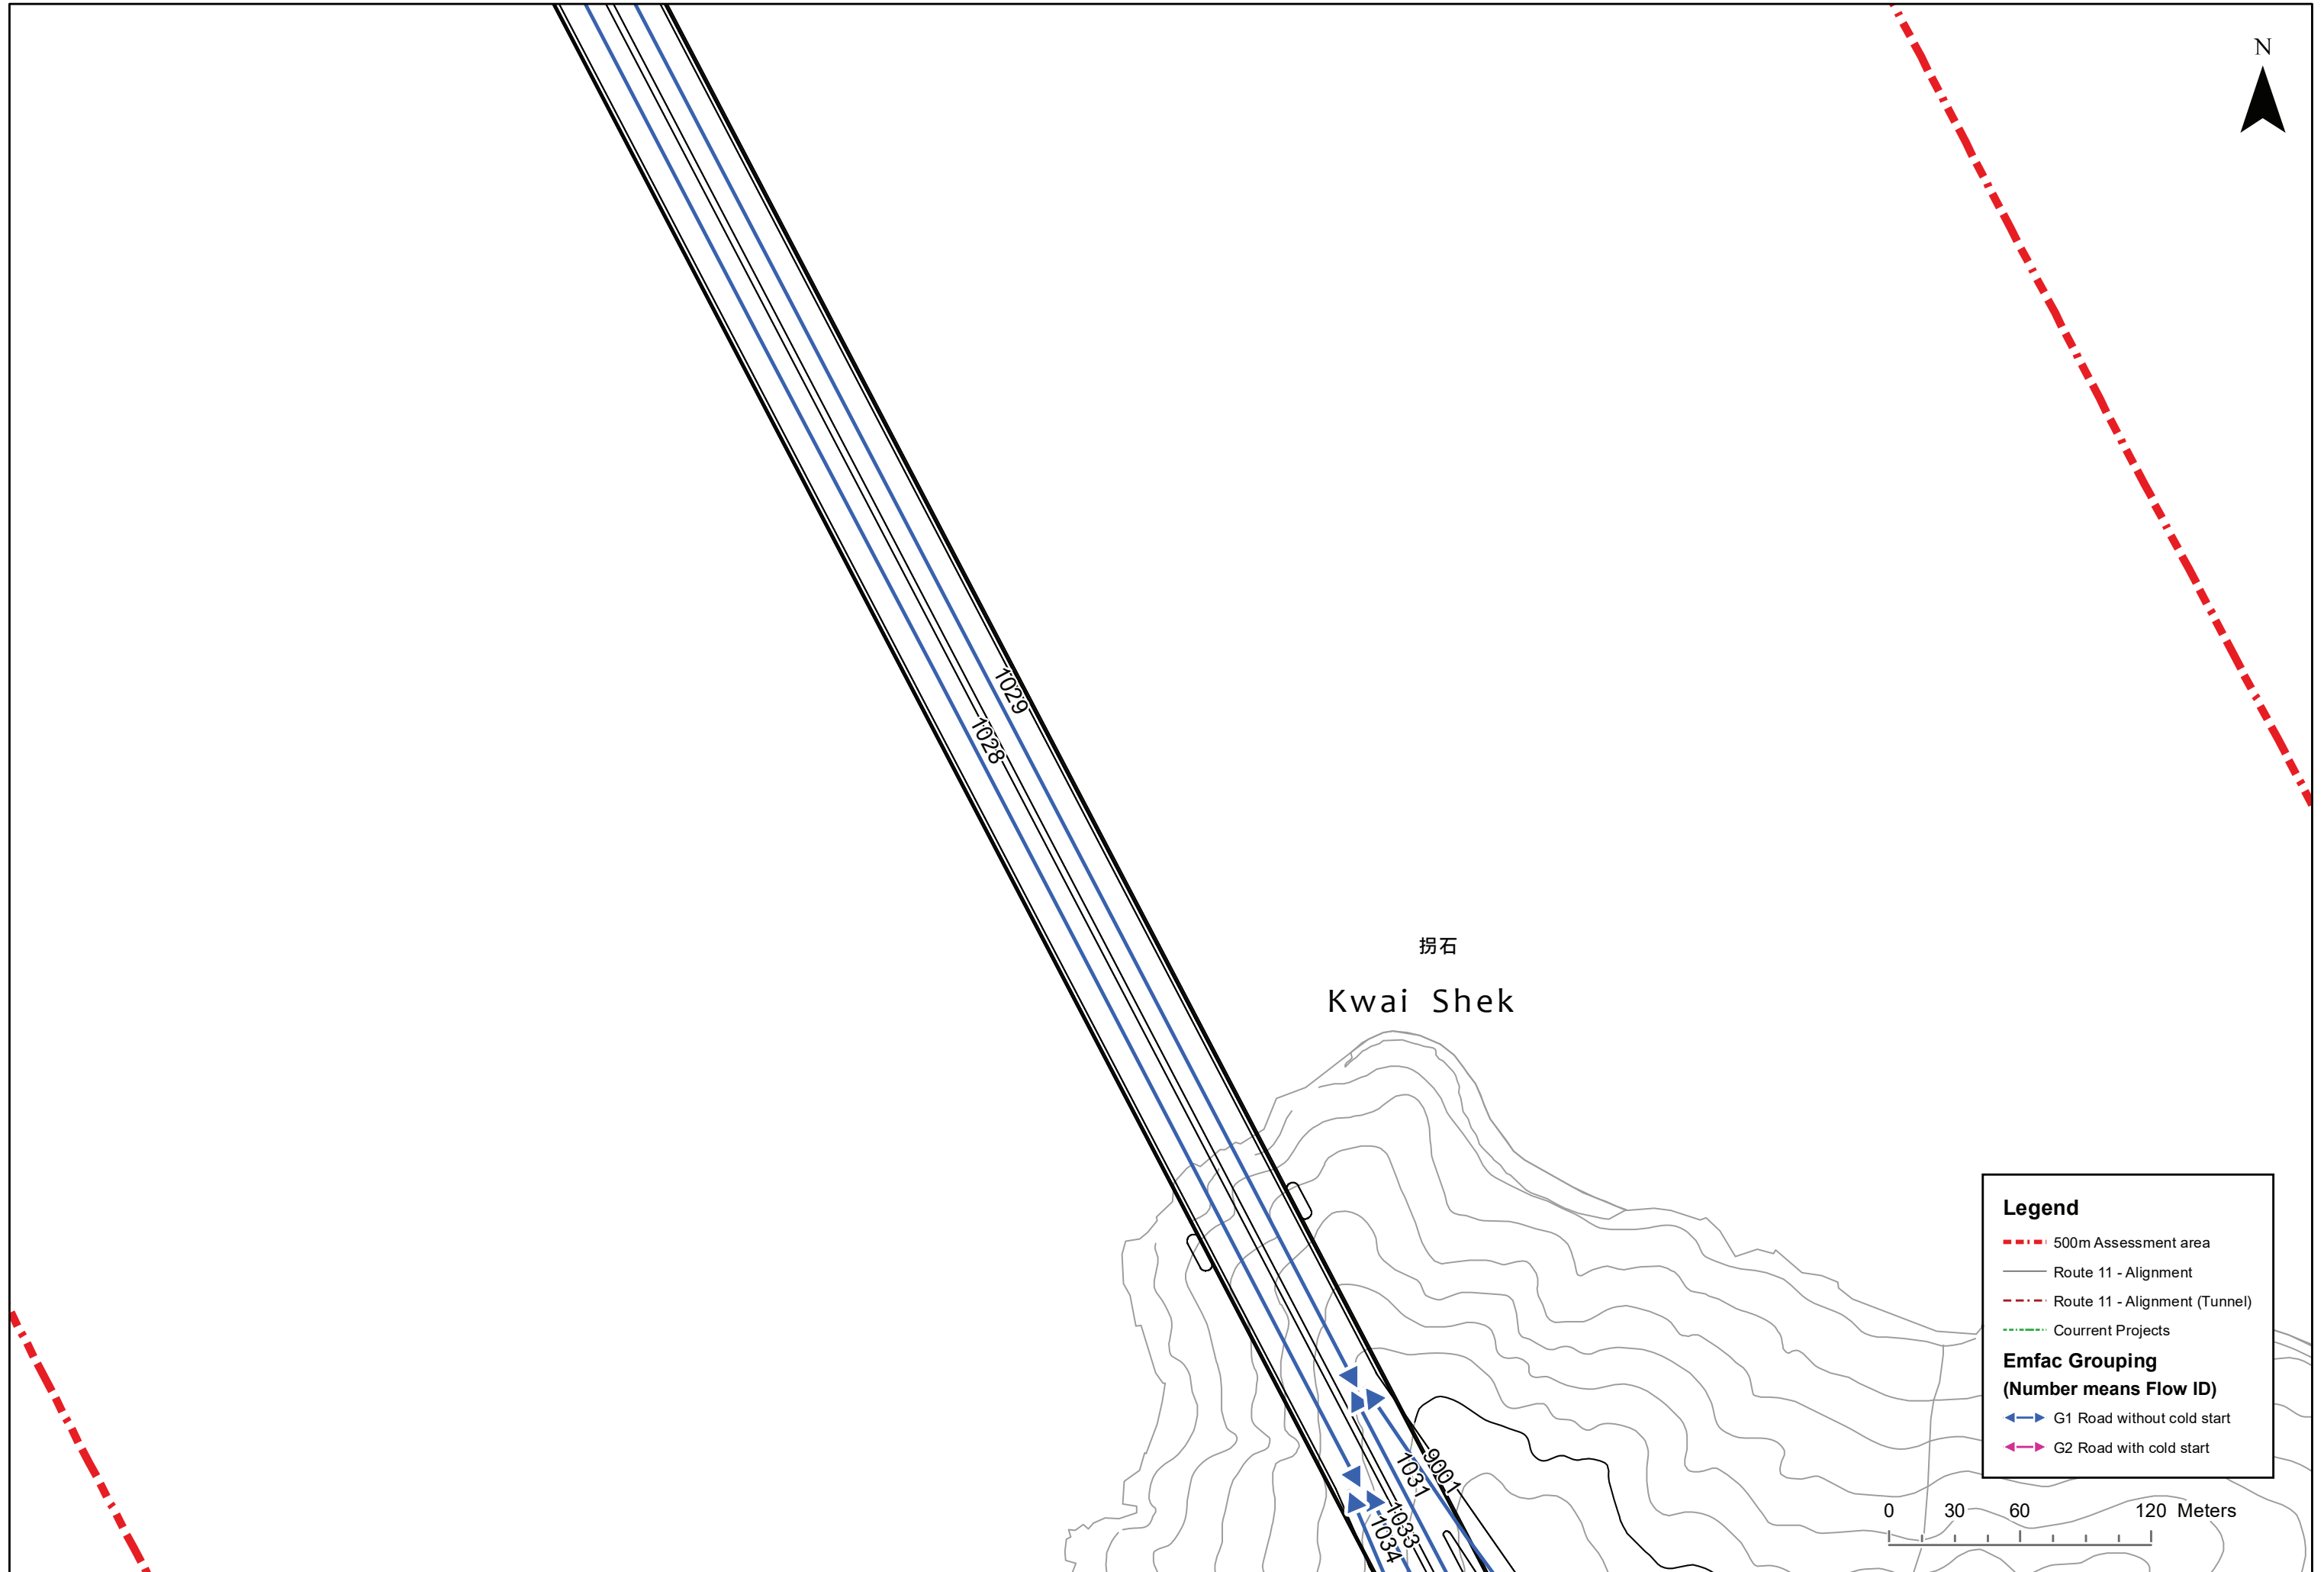 N
1029
1028
拐石
Kwai Shek
9001
1031
1033
1034
Legend
500m Assessment area
Route 11 - Alignment
Route 11 - Alignment (Tunnel)
Courrent Projects
Emfac Grouping
(Number means Flow ID)
G1 Road without cold start
G2 Road with cold start
0 30 60 120 Meters